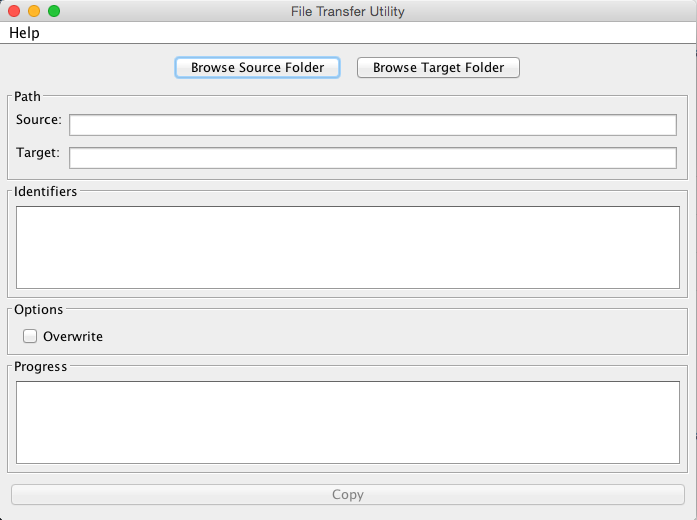 File Transfer Utility
Help
Browse Source Folder Browse Target Folder
Path
Source:
Target:
Identifiers
Options
Overwrite
Progress
Copy